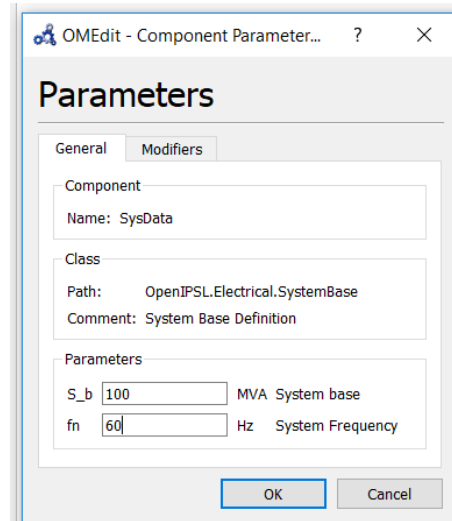 OMEdit - Component Parameter... ?
Parameters
General Modifiers
Component
Name: SysData
Class
Path: OpenIPSL.Electrical.SystemBase
Comment: System Base Definition
Parameters
S_b 100 MVA System base
fn 60 Hz System Frequency
OK Cancel